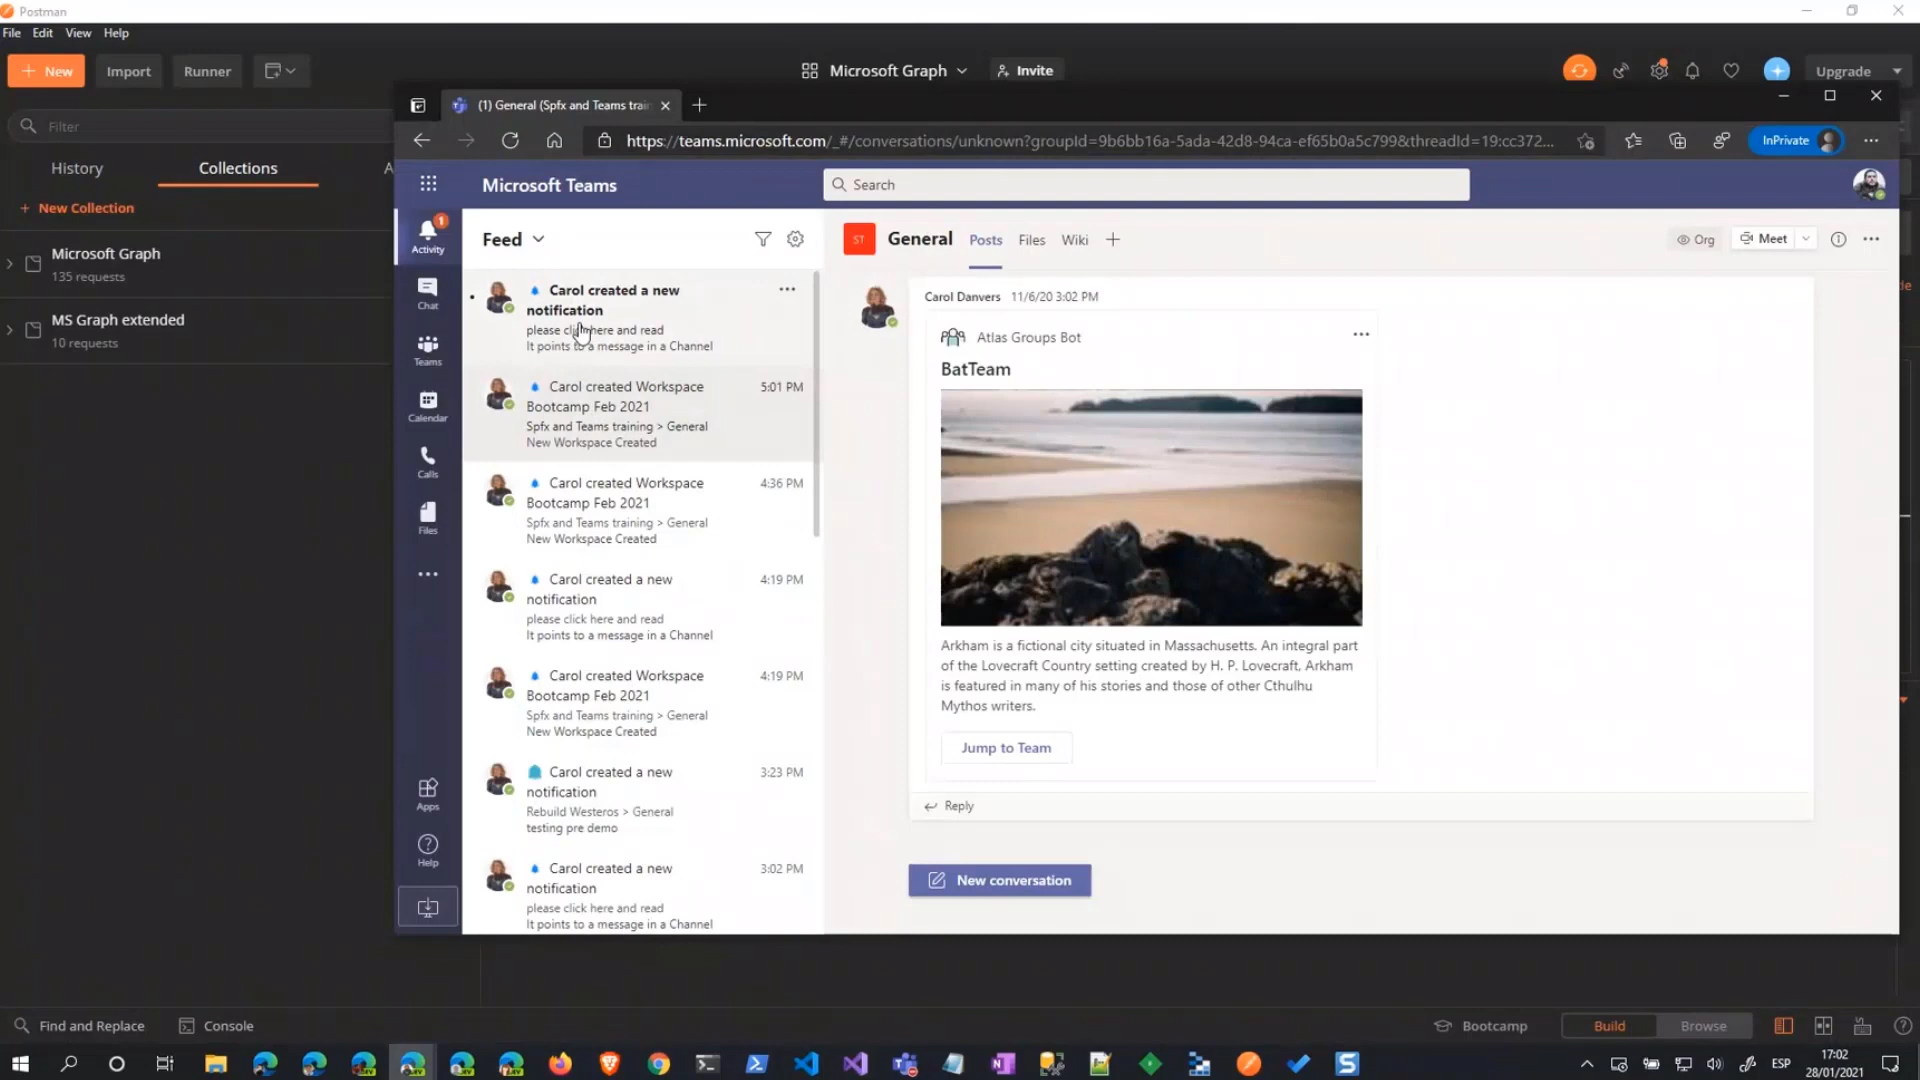 Postman
File Edit View Help
New Import Runner
Microsoft Graph Invite
Upgrade
Filter
History Collections A
+ New Collection
Microsoft Graph
135 requests
MS Graph extended
10 requests
(1) General (Spfx and Teams trai
https://teams.microsoft.com/_#/conversations/unknown?groupId=9b6bb16a-5ada-42d8-94ca-ef65b0a5c799&threadId=19:cc372...
InPrivate
Microsoft Teams
Search
1
Activity
Chat
Teams
Calendar
Calls
Files
Apps
Help
Feed
Carol created a new
notification
please click here and read
It points to a message in a Channel
Carol created Workspace 5:01 PM
Bootcamp Feb 2021
Spfx and Teams training > General
New Workspace Created
Carol created Workspace 4:36 PM
Bootcamp Feb 2021
Spfx and Teams training > General
New Workspace Created
Carol created a new 4:19 PM
notification
please click here and read
It points to a message in a Channel
Carol created Workspace 4:19 PM
Bootcamp Feb 2021
Spfx and Teams training > General
New Workspace Created
Carol created a new 3:23 PM
notification
Rebuild Westeros > General
testing pre demo
Carol created a new 3:02 PM
notification
please click here and read
It points to a message in a Channel
ST General Posts Files Wiki
Org Meet
Carol Danvers 11/6/20 3:02 PM
Atlas Groups Bot
BatTeam
Arkham is a fictional city situated in Massachusetts. An integral part
of the Lovecraft Country setting created by H. P. Lovecraft, Arkham
is featured in many of his stories and those of other Cthulhu
Mythos writers.
Jump to Team
Reply
New conversation
Find and Replace Console
Bootcamp Build Browse
ESP
17:02
28/01/2021